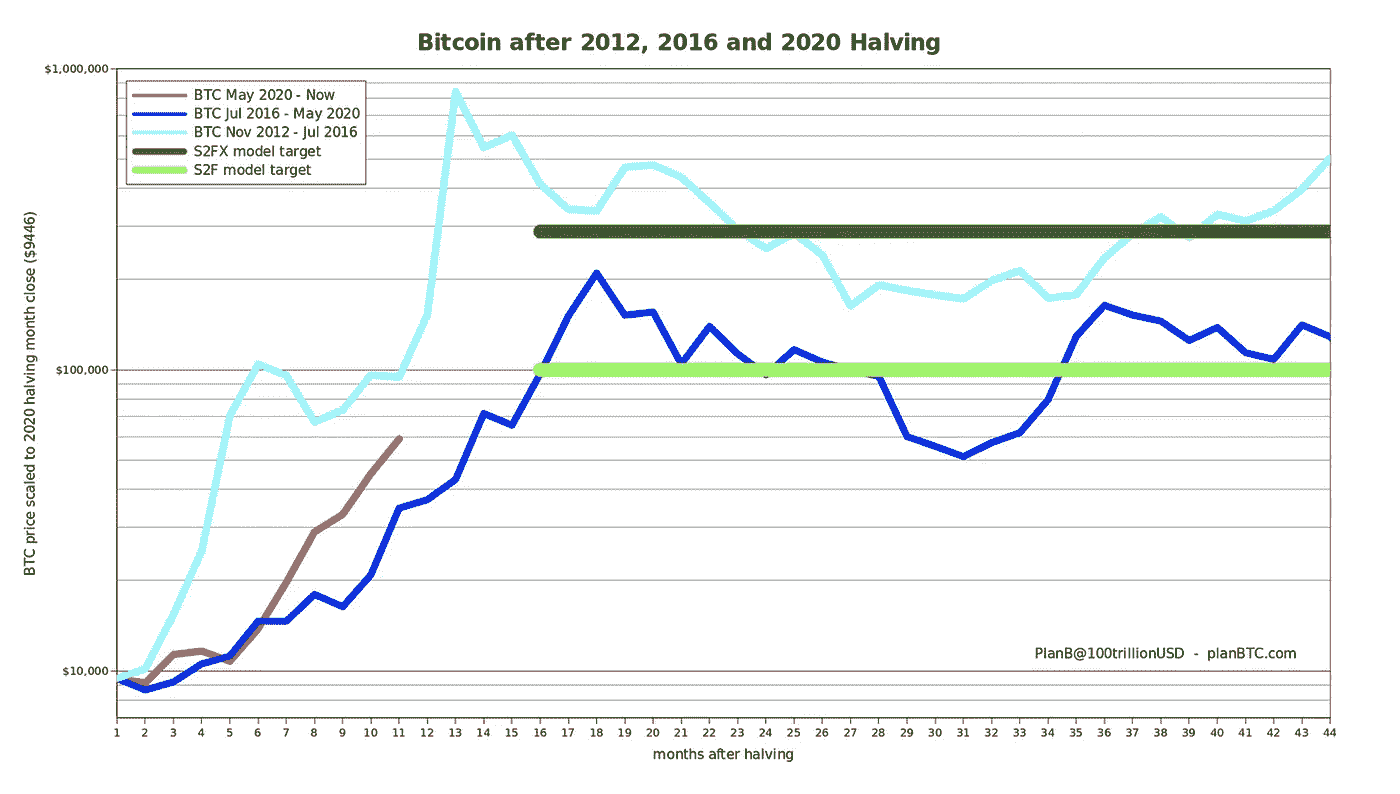 Bitcoin after 2012, 2016 and 2020 Halving
$1,000,000
BTC May 2020 - Now
BTC Jul 2016 - May 2020
BTC Nov 2012 - Jul 2016
S2FX model target
S2F model target
BTC price scaled to 2020 halving month close ($9446)
$100,000
$10,000
PlanB@100trillionUSD - planBTC.com
1 2 3 4 5 6 7 8 9 10 11 12 13 14 15 16 17 18 19 20 21 22 23 24 25 26 27 28 29 30 31 32 33 34 35 36 37 38 39 40 41 42 43 44
months after halving